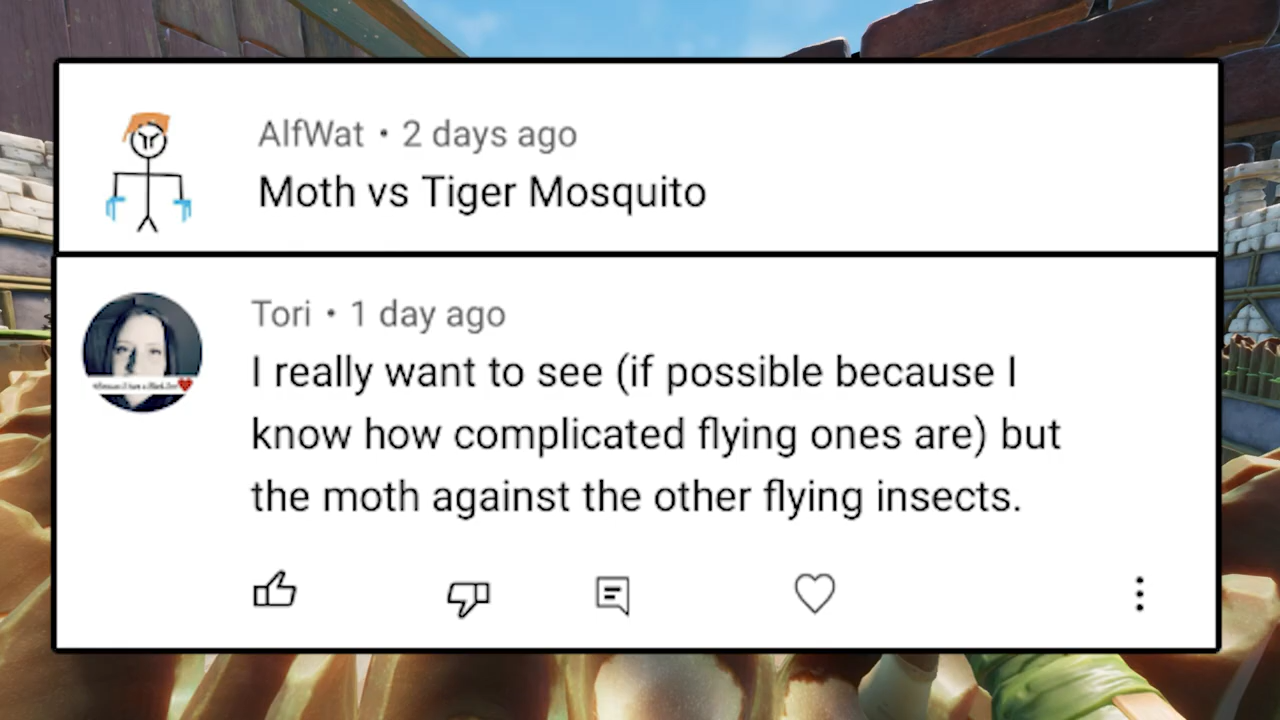 AlfWat • 2 days ago
Moth vs Tiger Mosquito
Tori • 1 day ago
I really want to see (if possible because I
know how complicated flying ones are) but
the moth against the other flying insects.